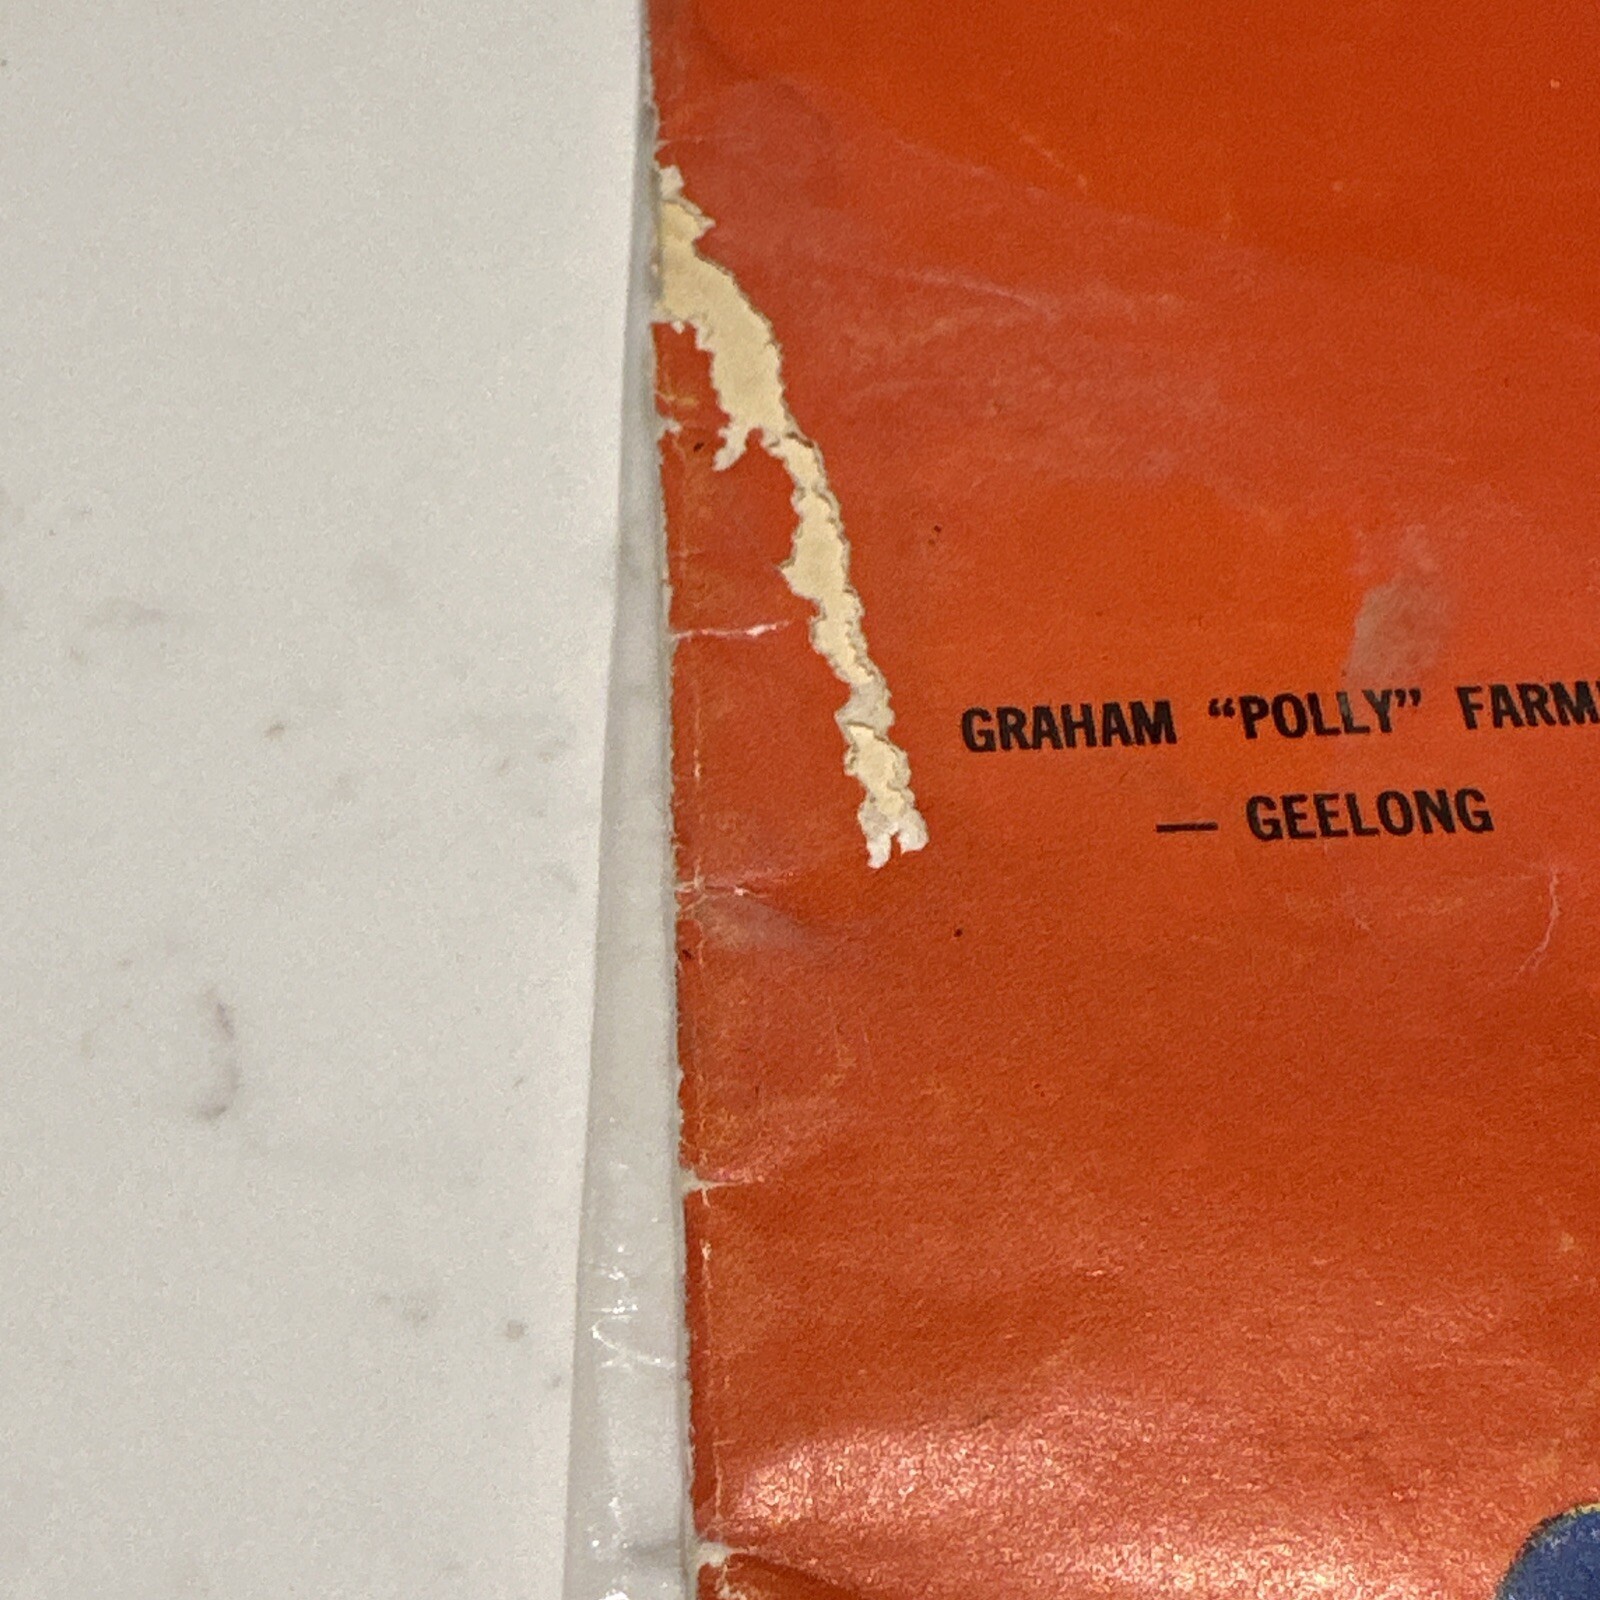 GRAHAM “POLLY” FARM
— GEELONG